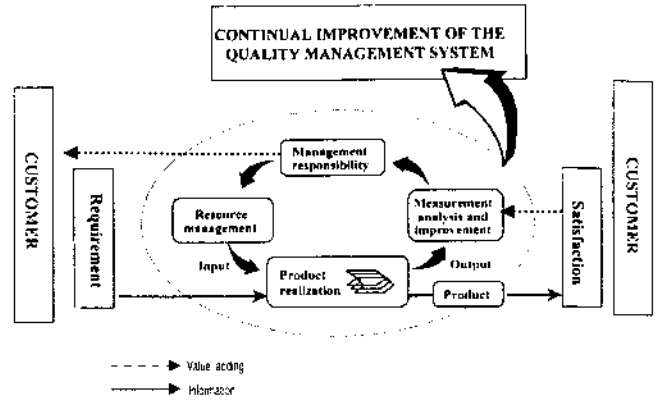 CONTINUAL IMPROVEMENT OF THE
QUALITY MANAGEMENT SYSTEM
CUSTOMER
Requirement
Management
responsibility
Resource
management
Measurement
analysis and
improvement
Input
Product
realization
Output
Product
Satisfaction
CUSTOMER
Value adding
Information